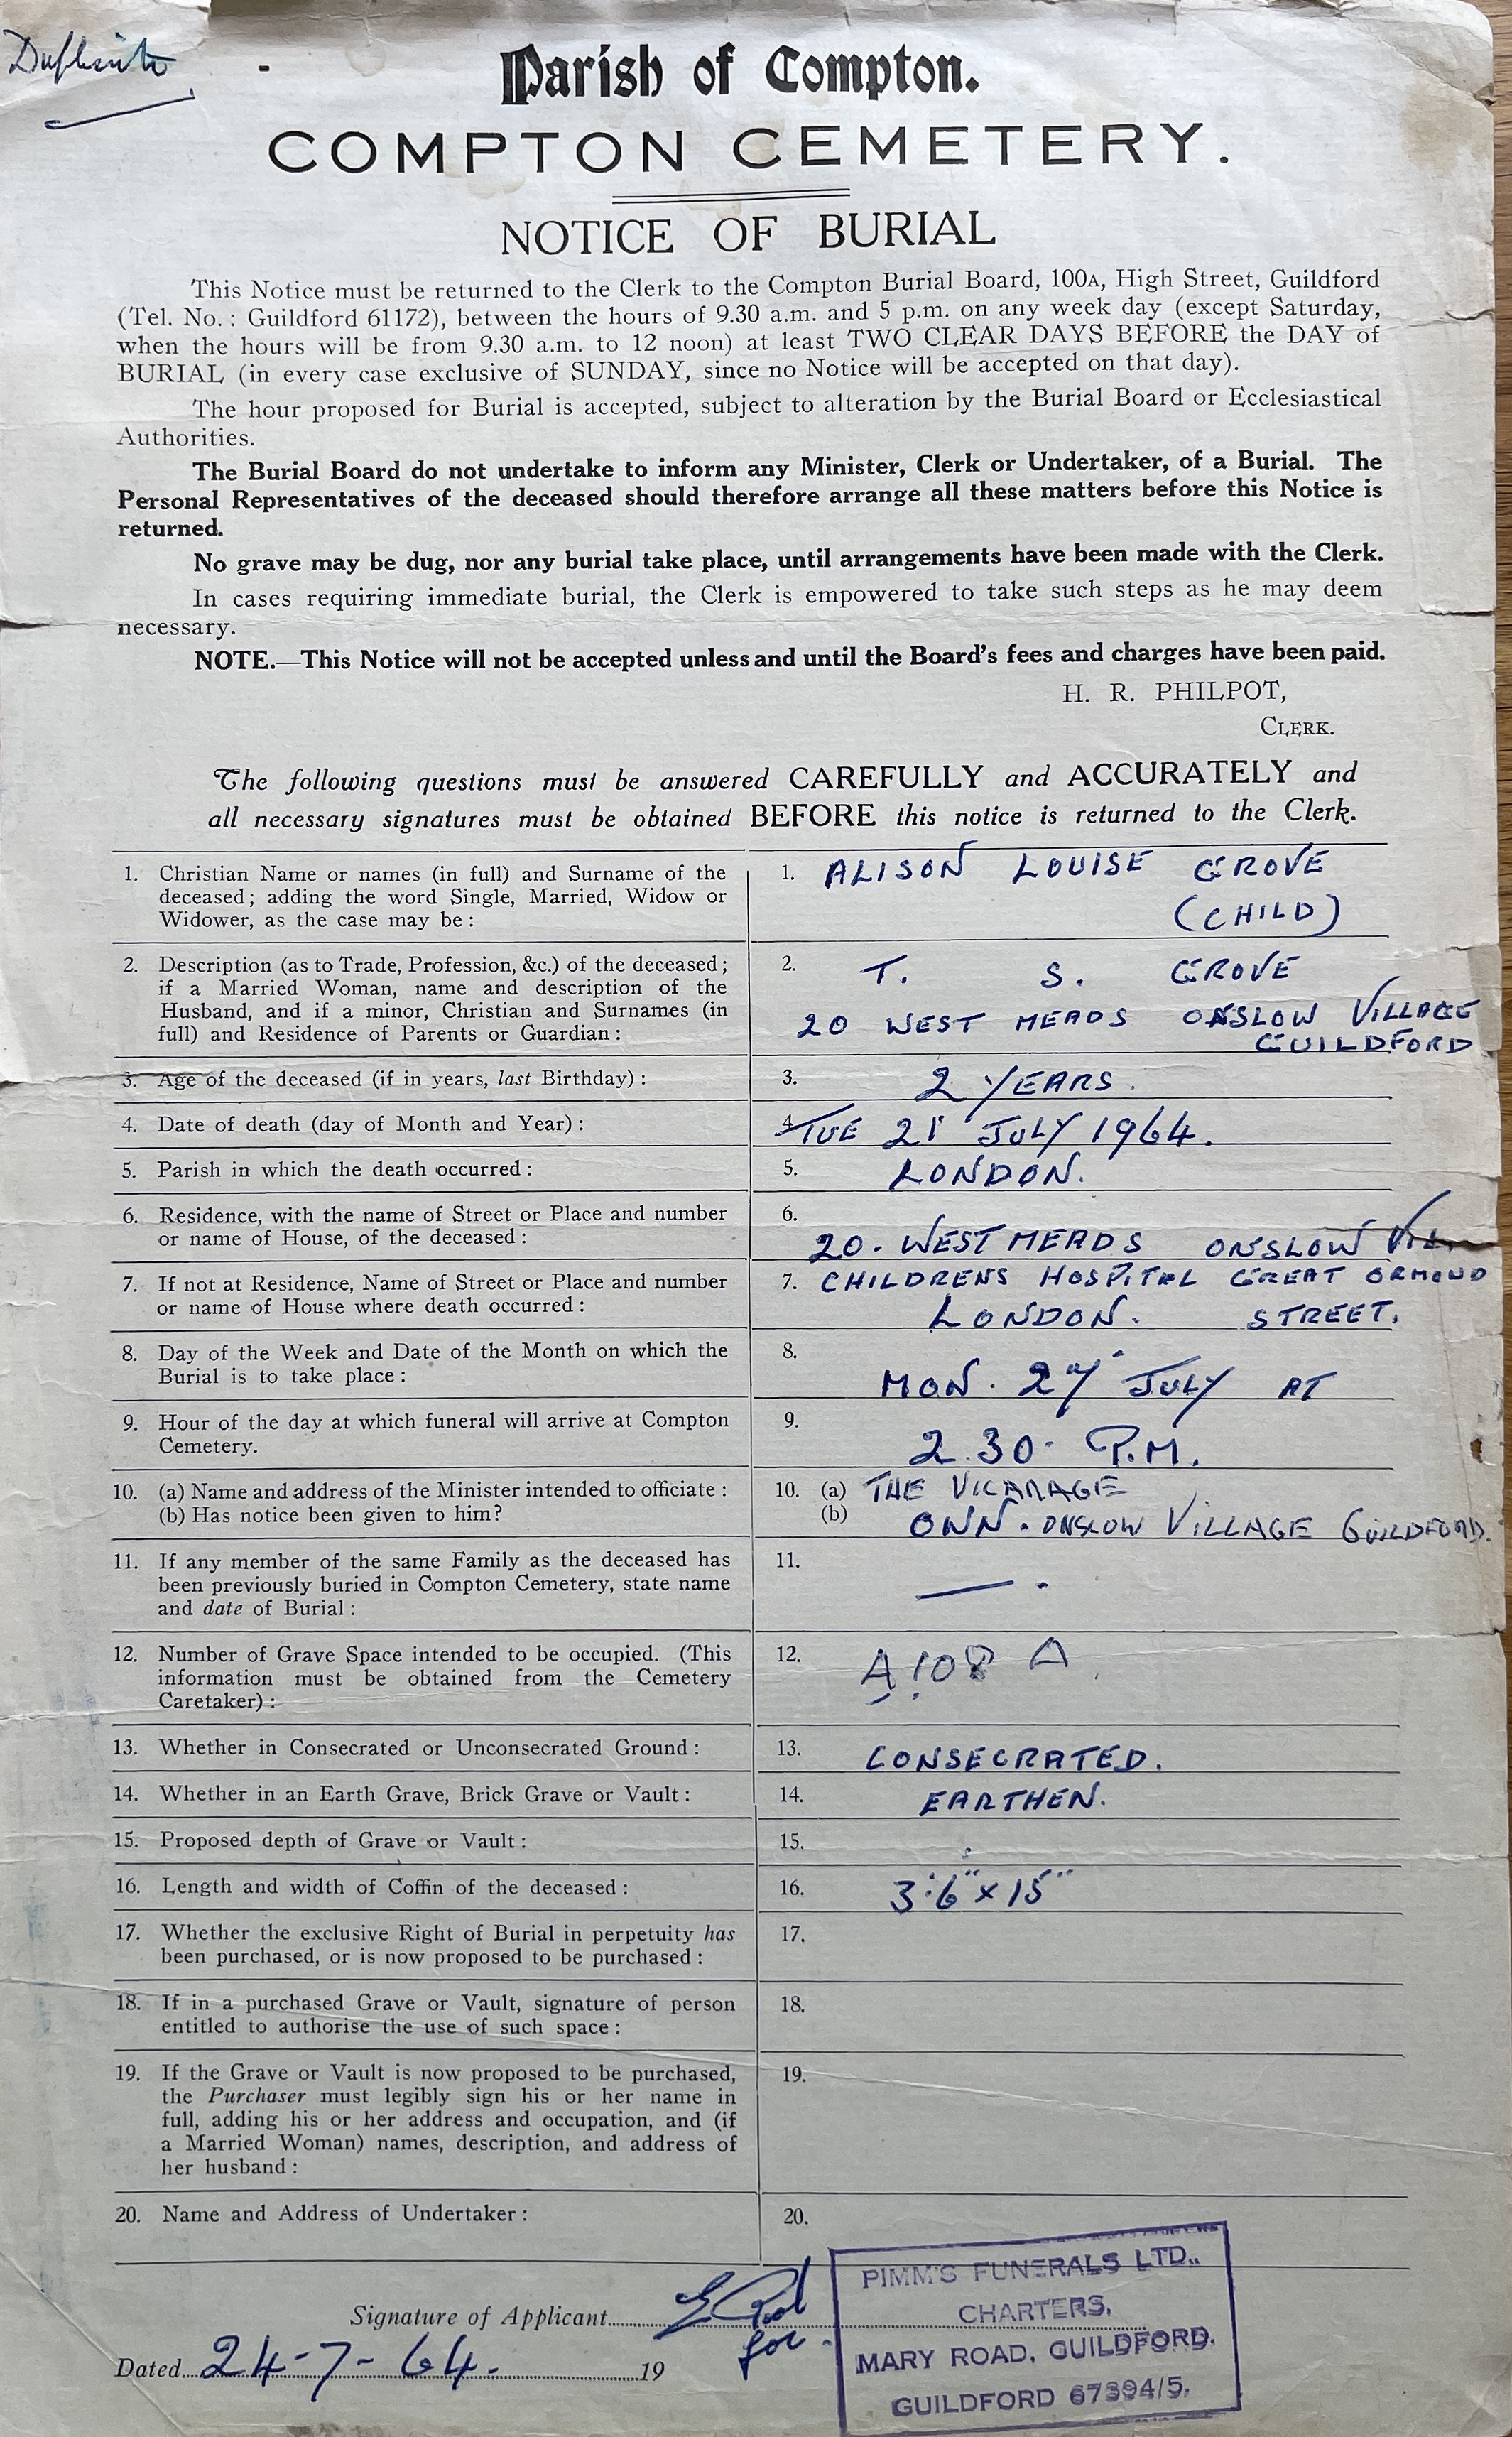 Duplicate
Parish of Compton.
COMPTON CEMETERY.
NOTICE OF BURIAL
This Notice must be returned to the Clerk to the Compton Burial Board, 100A, High Street, Guildford
(Tel. No. : Guildford 61172), between the hours of 9.30 a.m. and 5 p.m. on any week day (except Saturday,
when the hours will be from 9.30 a.m. to 12 noon) at least TWO CLEAR DAYS BEFORE the DAY of
BURIAL (in every case exclusive of SUNDAY, since no Notice will be accepted on that day).
The hour proposed for Burial is accepted, subject to alteration by the Burial Board or Ecclesiastical
Authorities.
The Burial Board do not undertake to inform any Minister, Clerk or Undertaker, of a Burial. The
Personal Representatives of the deceased should therefore arrange all these matters before this Notice is
returned.
No grave may be dug, nor any burial take place, until arrangements have been made with the Clerk.
In cases requiring immediate burial, the Clerk is empowered to take such steps as he may deem
necessary.
NOTE.—This Notice will not be accepted unless and until the Board's fees and charges have been paid.
H. R. PHILPOT,
CLERK.
The following questions must be answered CAREFULLY and ACCURATELY and
all necessary signatures must be obtained BEFORE this notice is returned to the Clerk.
1. Christian Name or names (in full) and Surname of the
deceased; adding the word Single, Married, Widow or
Widower, as the case may be :
1. ALISON LOUISE GROVE
(CHILD)
2. Description (as to Trade, Profession, &c.) of the deceased;
if a Married Woman, name and description of the
Husband, and if a minor, Christian and Surnames (in
full) and Residence of Parents or Guardian :
2. T. S. GROVE
20 WEST MEADS ONSLOW VILLAGE
GUILDFORD
3. Age of the deceased (if in years, last Birthday) :
3. 2 YEARS.
4. Date of death (day of Month and Year) :
4. TUE 21 JULY 1964.
5. Parish in which the death occurred :
5. LONDON.
6. Residence, with the name of Street or Place and number
or name of House, of the deceased :
6.
20. WEST MEADS ONSLOW VIL.
7. If not at Residence, Name of Street or Place and number
or name of House where death occurred :
7. CHILDRENS HOSPITAL GREAT ORMOND
LONDON. STREET.
8. Day of the Week and Date of the Month on which the
Burial is to take place :
8.
MON. 27 JULY AT
9. Hour of the day at which funeral will arrive at Compton
Cemetery.
9.
2.30. P.M.
10. (a) Name and address of the Minister intended to officiate :
(b) Has notice been given to him?
10. (a) THE VICARAGE
(b) ONSLOW VILLAGE GUILDFORD.
11. If any member of the same Family as the deceased has
been previously buried in Compton Cemetery, state name
and date of Burial :
11. — .
12. Number of Grave Space intended to be occupied. (This
information must be obtained from the Cemetery
Caretaker) :
12. A 108 A
13. Whether in Consecrated or Unconsecrated Ground :
13. CONSECRATED.
14. Whether in an Earth Grave, Brick Grave or Vault :
14. EARTHEN.
15. Proposed depth of Grave or Vault :
15.
16. Length and width of Coffin of the deceased :
16. 3'.6" x 15"
17. Whether the exclusive Right of Burial in perpetuity has
been purchased, or is now proposed to be purchased :
17.
18. If in a purchased Grave or Vault, signature of person
entitled to authorise the use of such space :
18.
19. If the Grave or Vault is now proposed to be purchased,
the Purchaser must legibly sign his or her name in
full, adding his or her address and occupation, and (if
a Married Woman) names, description, and address of
her husband :
19.
20. Name and Address of Undertaker :
20.
PIMM'S FUNERALS LTD.,
CHARTERS,
MARY ROAD, GUILDFORD.
GUILDFORD 67394/5.
Signature of Applicant
for.
Dated 24-7-64. 19